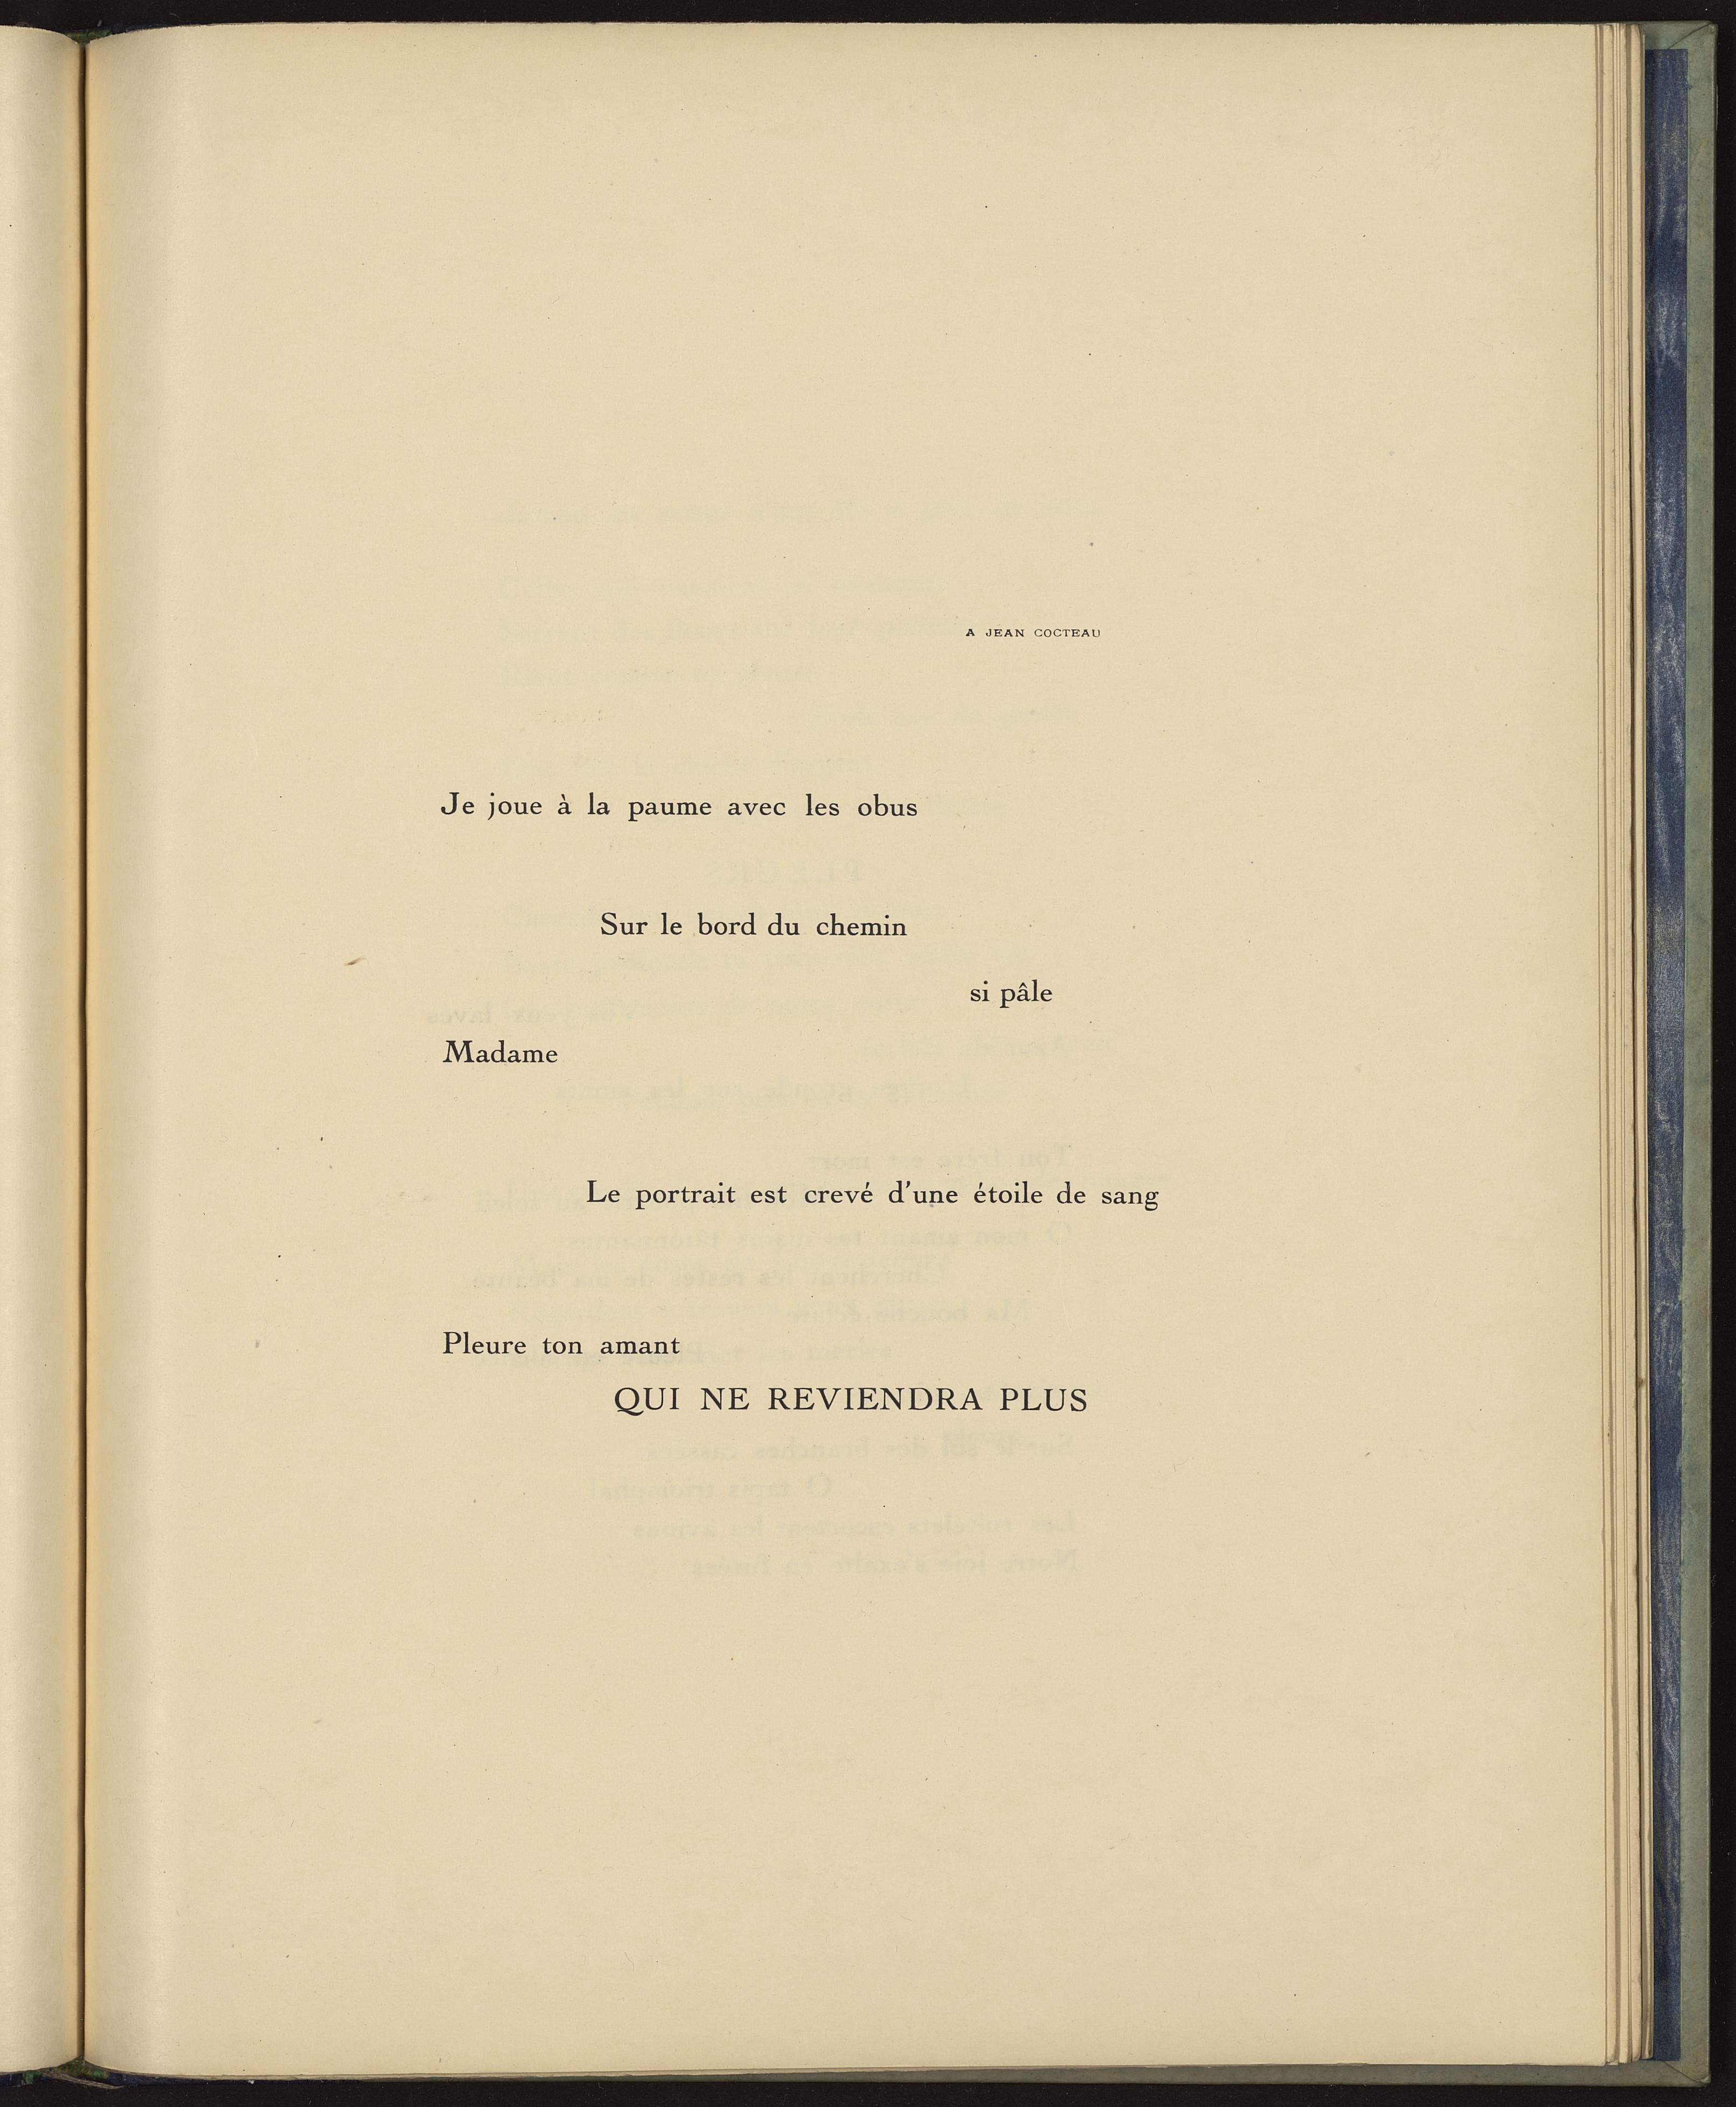 A JEAN COCTEAU
Je joue à la paume avec les obus
Sur le bord du chemin
si pâle
Madame
Le portrait est crevé d'une étoile de sang
Pleure ton amant
QUI NE REVIENDRA PLUS